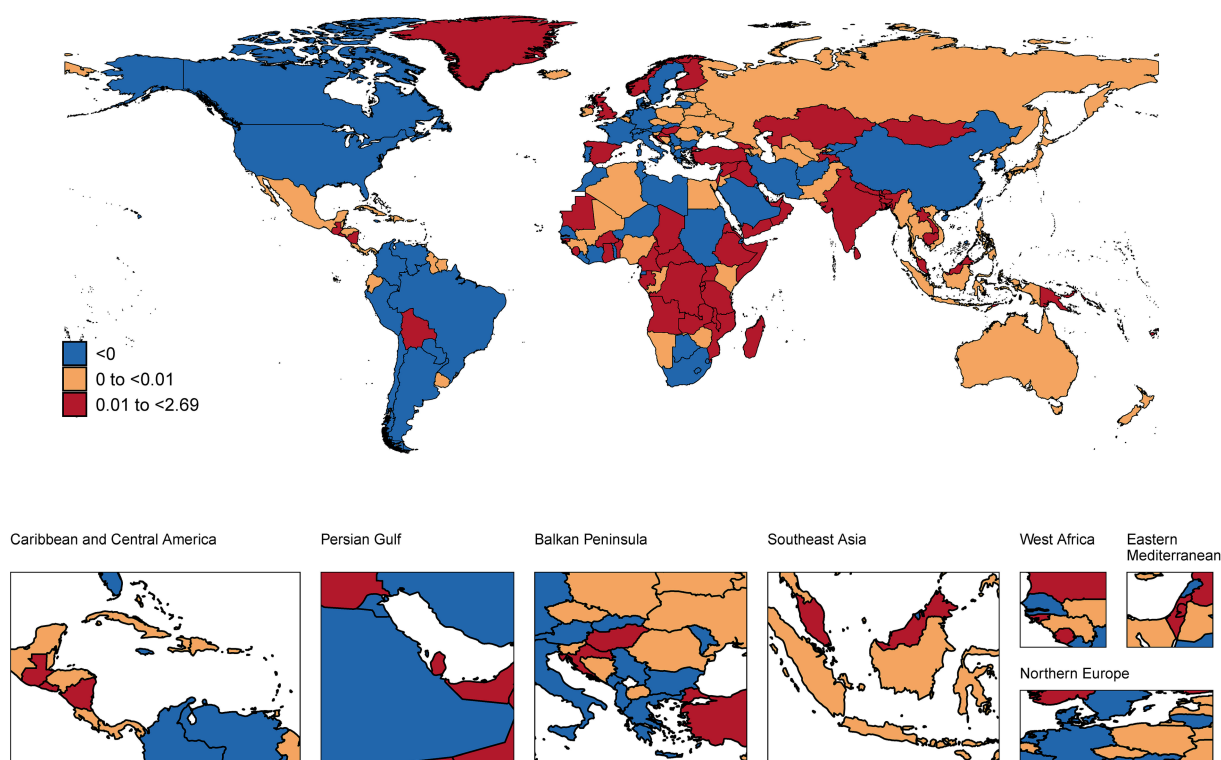 <0
0 to <0.01
0.01 to <2.69
Caribbean and Central America
Persian Gulf
Balkan Peninsula
Southeast Asia
West Africa
Eastern
Mediterranean
Northern Europe